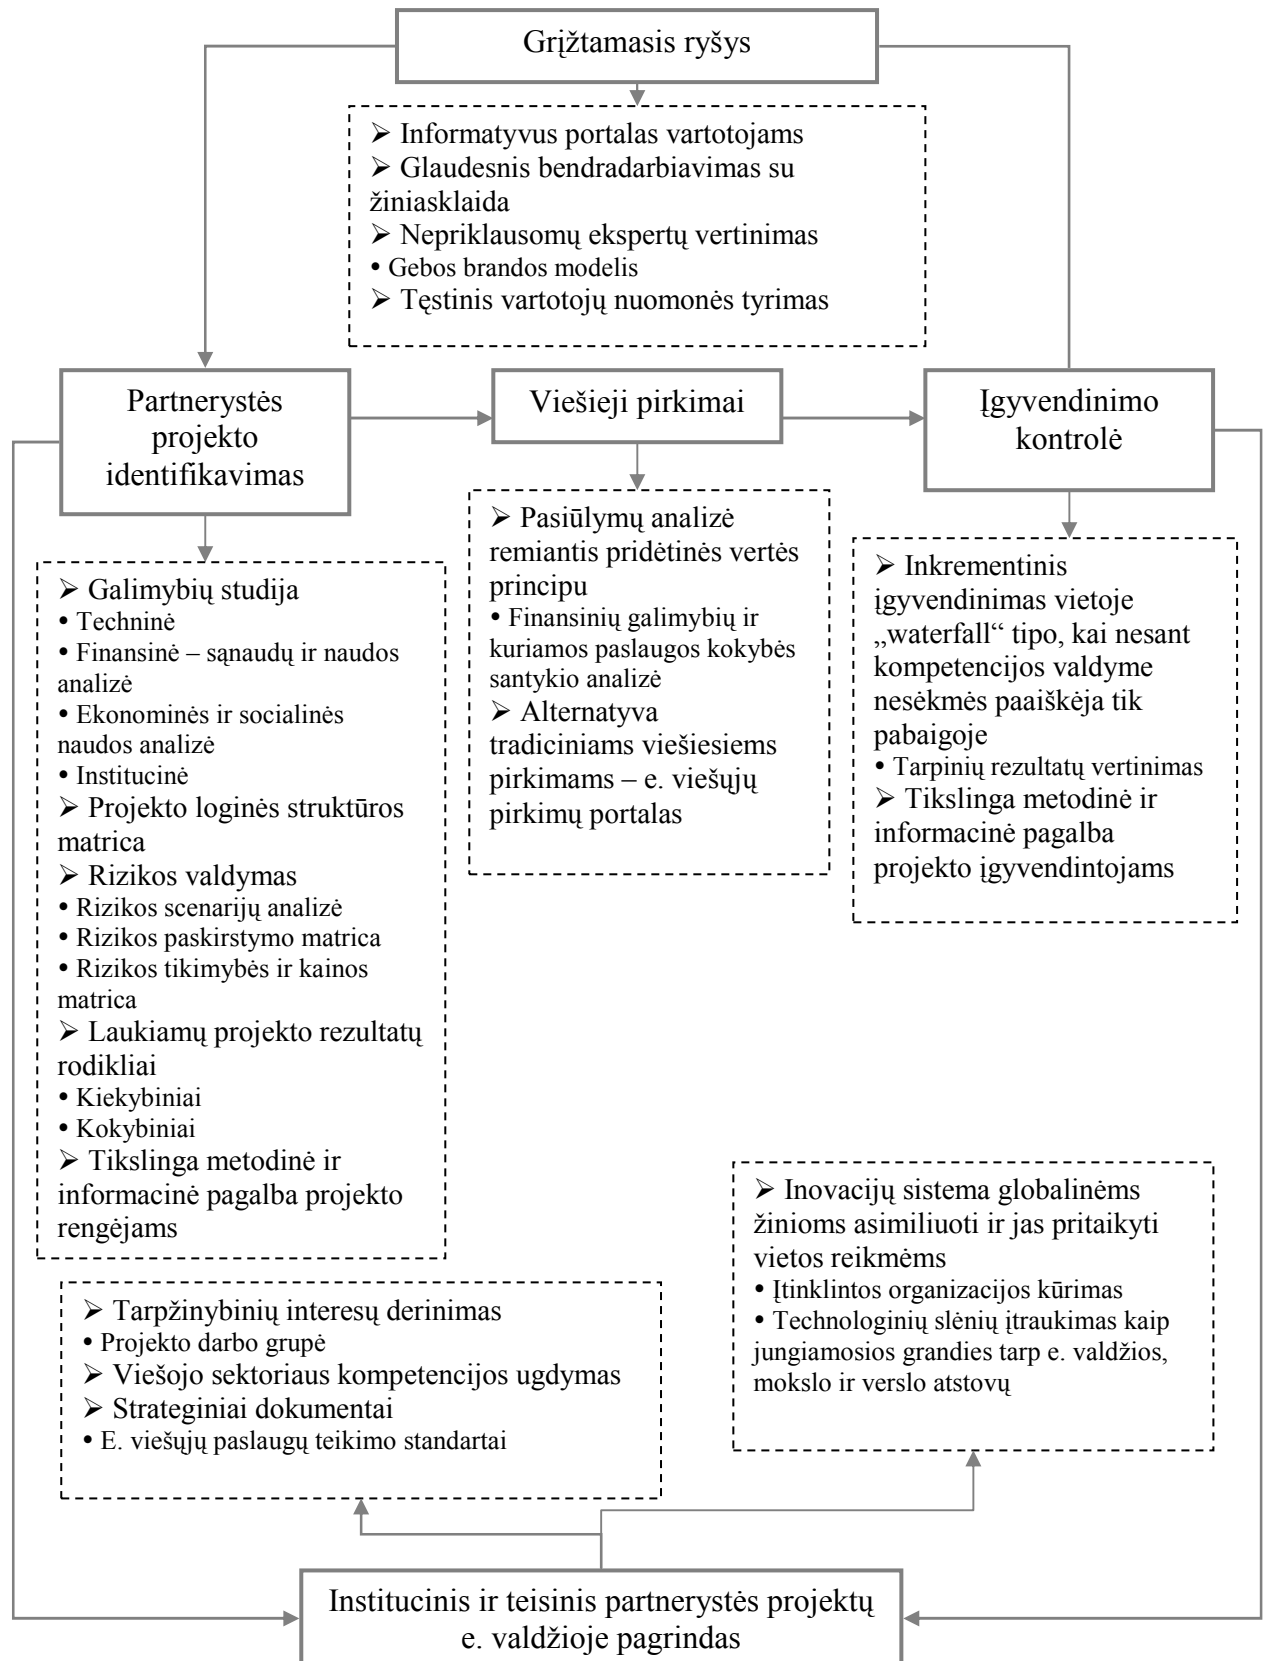 Grįžtamasis ryšys
➢ Informatyvus portalas vartotojams
➢ Glaudesnis bendradarbiavimas su
žiniasklaida
➢ Nepriklausomų ekspertų vertinimas
• Gebos brandos modelis
➢ Tęstinis vartotojų nuomonės tyrimas
Partnerystės
projekto
identifikavimas
Viešieji pirkimai
Įgyvendinimo
kontrolė
➢ Galimybių studija
• Techninė
• Finansinė – sąnaudų ir naudos
analizė
• Ekonominės ir socialinės
naudos analizė
• Institucinė
➢ Projekto loginės struktūros
matrica
➢ Rizikos valdymas
• Rizikos scenarijų analizė
• Rizikos paskirstymo matrica
• Rizikos tikimybės ir kainos
matrica
➢ Laukiamų projekto rezultatų
rodikliai
• Kiekybiniai
• Kokybiniai
➢ Tikslinga metodinė ir
informacinė pagalba projekto
rengėjams
➢ Pasiūlymų analizė
remiantis pridėtinės vertės
principu
• Finansinių galimybių ir
kuriamos paslaugos kokybės
santykio analizė
➢ Alternatyva
tradiciniams viešiesiems
pirkimams – e. viešųjų
pirkimų portalas
➢ Inkrementinis
įgyvendinimas vietoje
„waterfall“ tipo, kai nesant
kompetencijos valdyme
nesėkmės paaiškėja tik
pabaigoje
• Tarpinių rezultatų vertinimas
➢ Tikslinga metodinė ir
informacinė pagalba
projekto įgyvendintojams
➢ Inovacijų sistema globalinėms
žinioms asimiliuoti ir jas pritaikyti
vietos reikmėms
• Įtinklintos organizacijos kūrimas
• Technologinių slėnių įtraukimas kaip
jungiamosios grandies tarp e. valdžios,
mokslo ir verslo atstovų
➢ Tarpžinybinių interesų derinimas
• Projekto darbo grupė
➢ Viešojo sektoriaus kompetencijos ugdymas
➢ Strateginiai dokumentai
• E. viešųjų paslaugų teikimo standartai
Institucinis ir teisinis partnerystės projektų
e. valdžioje pagrindas